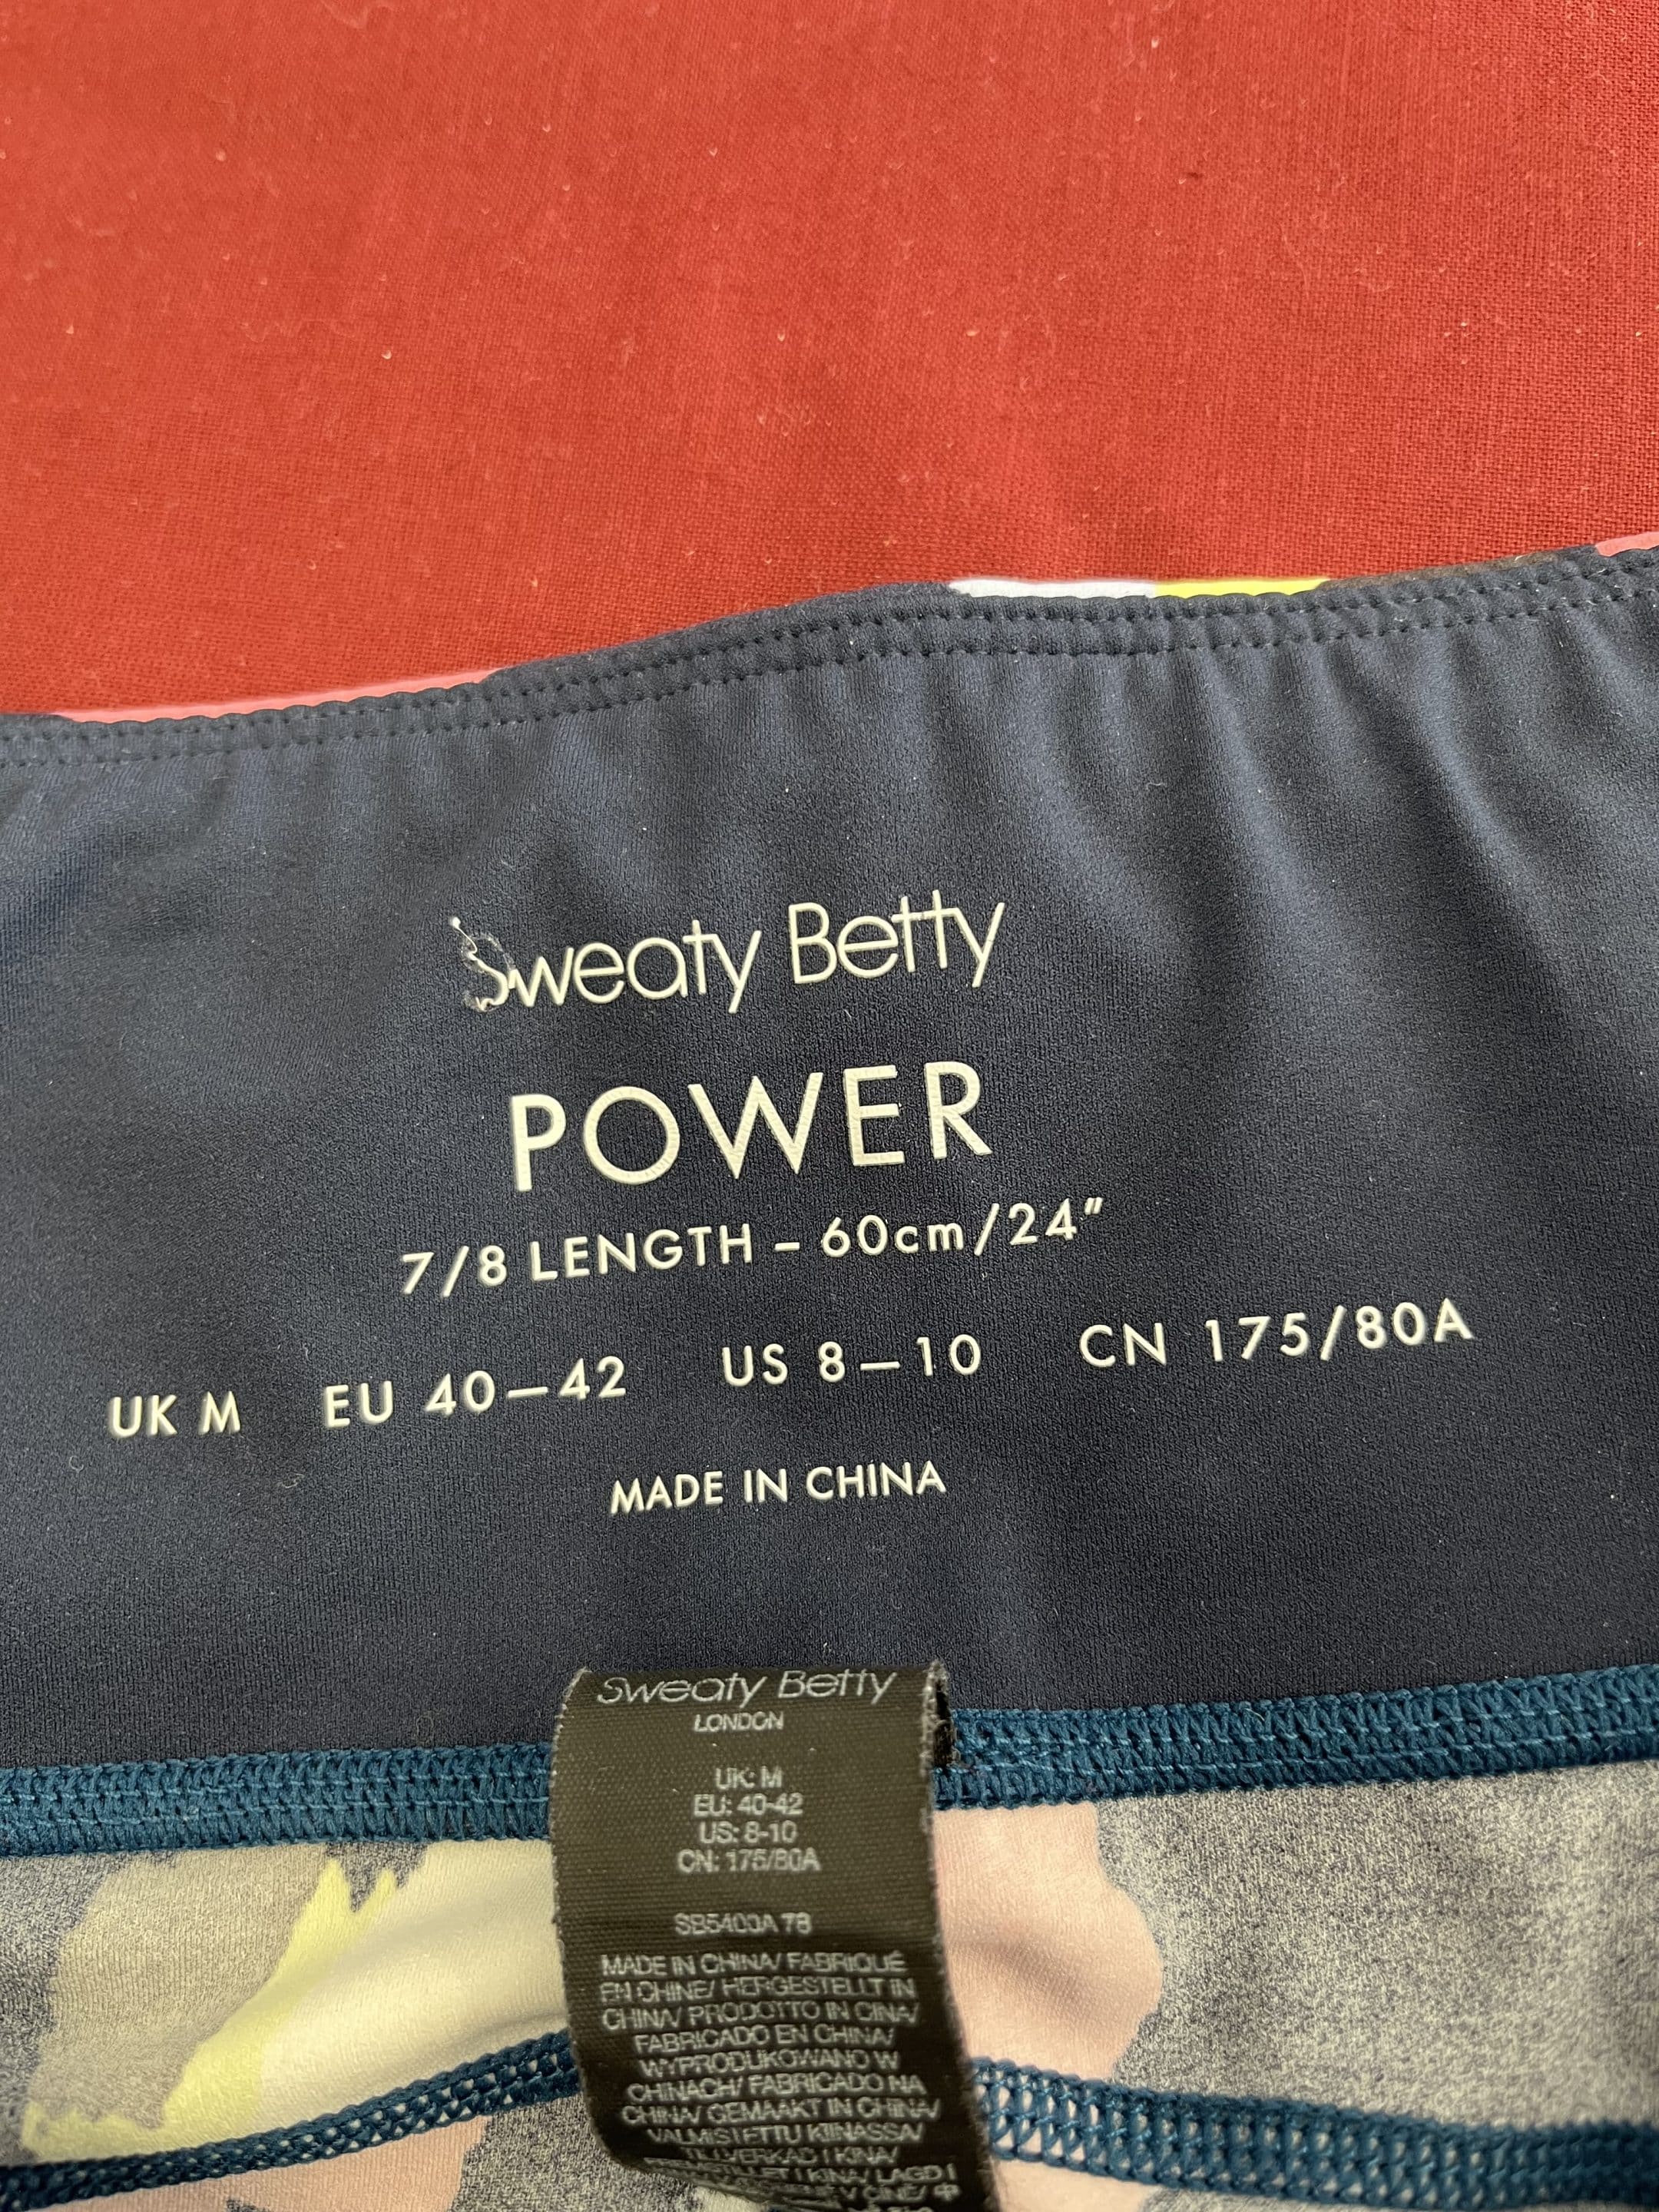 Sweaty Betty
POWER
7/8 LENGTH – 60cm/24"
UK M EU 40—42 US 8—10 CN 175/80A
MADE IN CHINA
Sweaty Betty
LONDON
UK: M
EU: 40-42
US: 8-10
CN: 175/80A
SB5400A 78
MADE IN CHINA/ FABRIQUÉ
EN CHINE/ HERGESTELLT IN
CHINA/ PRODOTTO IN CINA/
FABRICADO EN CHINA/
WYPRODUKOWANO W
CHINACH/ FABRICADO NA
CHINA/ GEMAAKT IN CHINA/
VALMISTETTU KIINASSA/
I KINA/
I KINA/ LAGD I